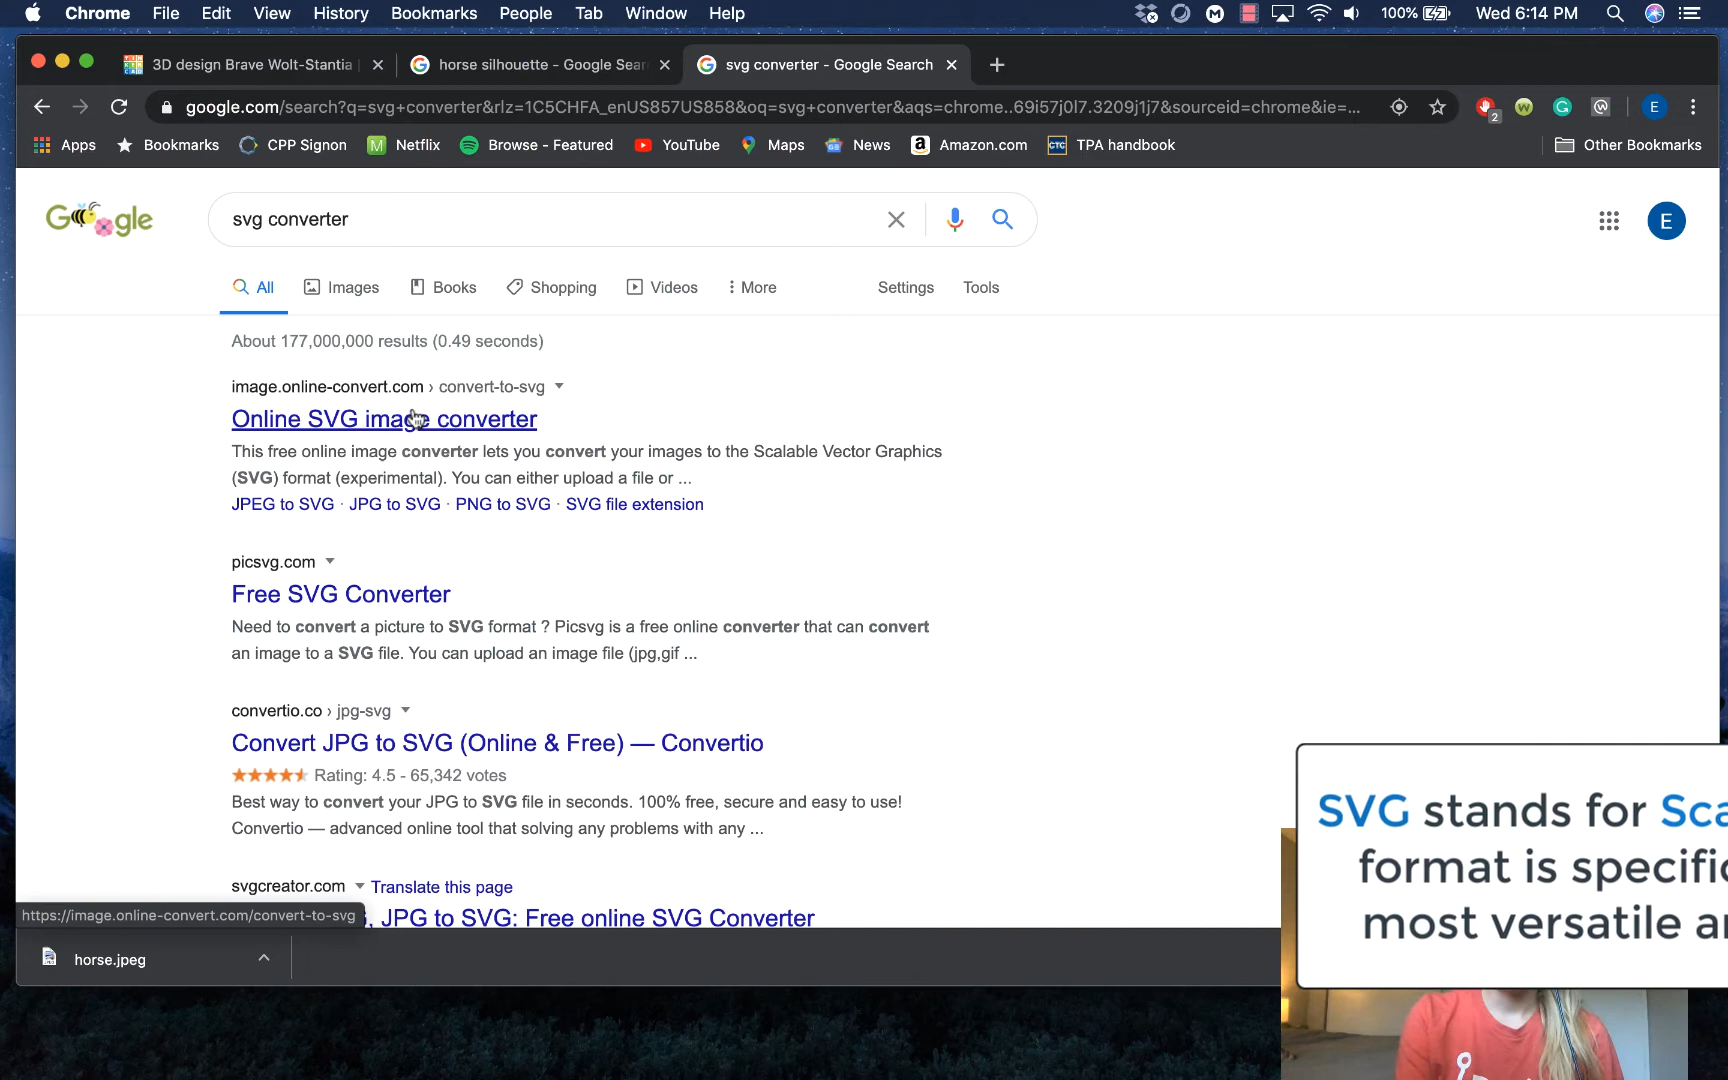 Chrome File Edit View History Bookmarks People Tab Window Help 100% Wed 6:14 PM
3D design Brave Wolt-Stantia horse silhouette - Google Sear svg converter - Google Search
google.com/search?q=svg+converter&rlz=1C5CHFA_enUS857US858&oq=svg+converter&aqs=chrome..69i57j0l7.3209j1j7&sourceid=chrome&ie=... 2 E
Apps Bookmarks CPP Signon Netflix Browse - Featured YouTube Maps News Amazon.com TPA handbook Other Bookmarks
Google svg converter E
All Images Books Shopping Videos More Settings Tools
About 177,000,000 results (0.49 seconds)
image.online-convert.com › convert-to-svg
Online SVG image converter
This free online image converter lets you convert your images to the Scalable Vector Graphics
(SVG) format (experimental). You can either upload a file or ...
JPEG to SVG · JPG to SVG · PNG to SVG · SVG file extension
picsvg.com
Free SVG Converter
Need to convert a picture to SVG format ? Picsvg is a free online converter that can convert
an image to a SVG file. You can upload an image file (jpg,gif ...
convertio.co › jpg-svg
Convert JPG to SVG (Online & Free) — Convertio
Rating: 4.5 - 65,342 votes
Best way to convert your JPG to SVG file in seconds. 100% free, secure and easy to use!
Convertio — advanced online tool that solving any problems with any ...
svgcreator.com Translate this page
, JPG to SVG: Free online SVG Converter
https://image.online-convert.com/convert-to-svg
horse.jpeg
SVG stands for Sca
format is specific
most versatile a